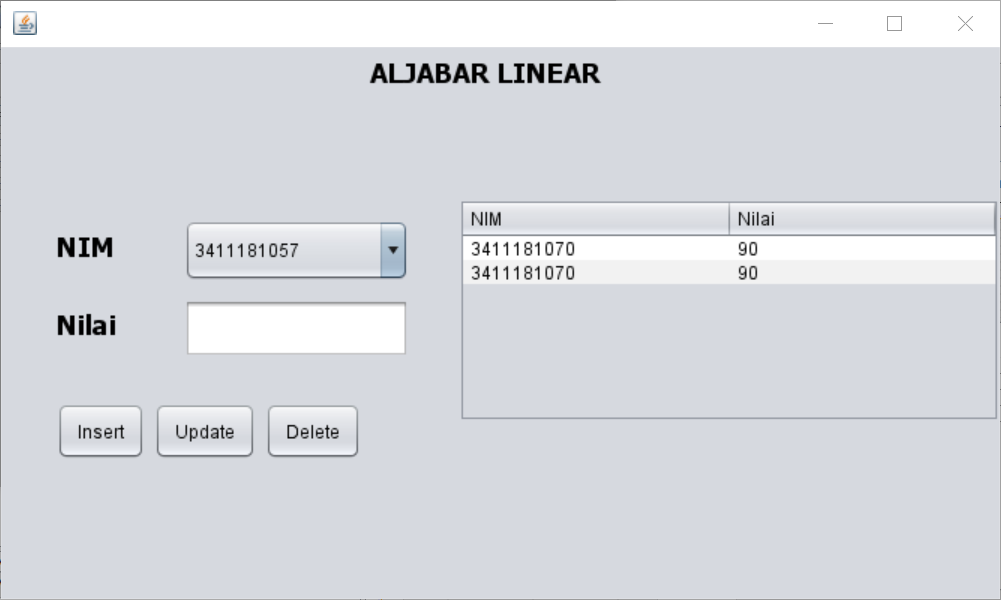 ALJABAR LINEAR
NIM
3411181057
Nilai
Insert Update Delete
NIM Nilai
3411181070 90
3411181070 90